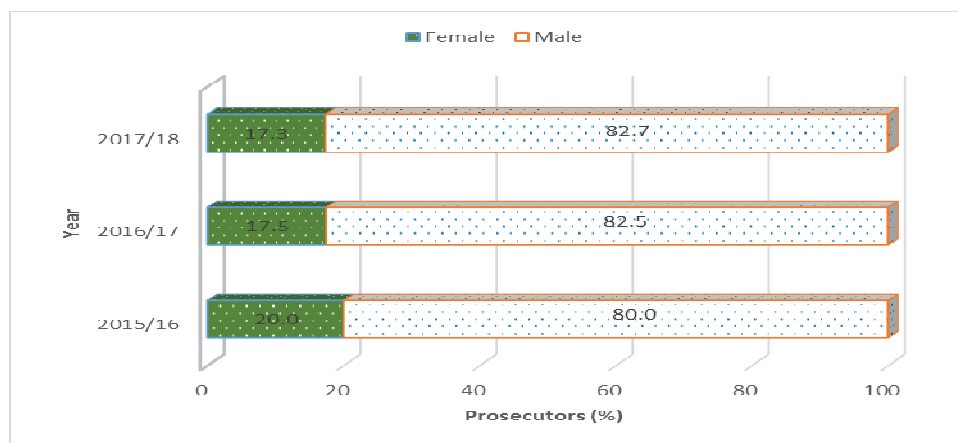 Female Male
2017/18 17.3 82.7
2016/17 17.5 82.5
2015/16 20.0 80.0
Year
0 20 40 60 80 100
Prosecutors (%)